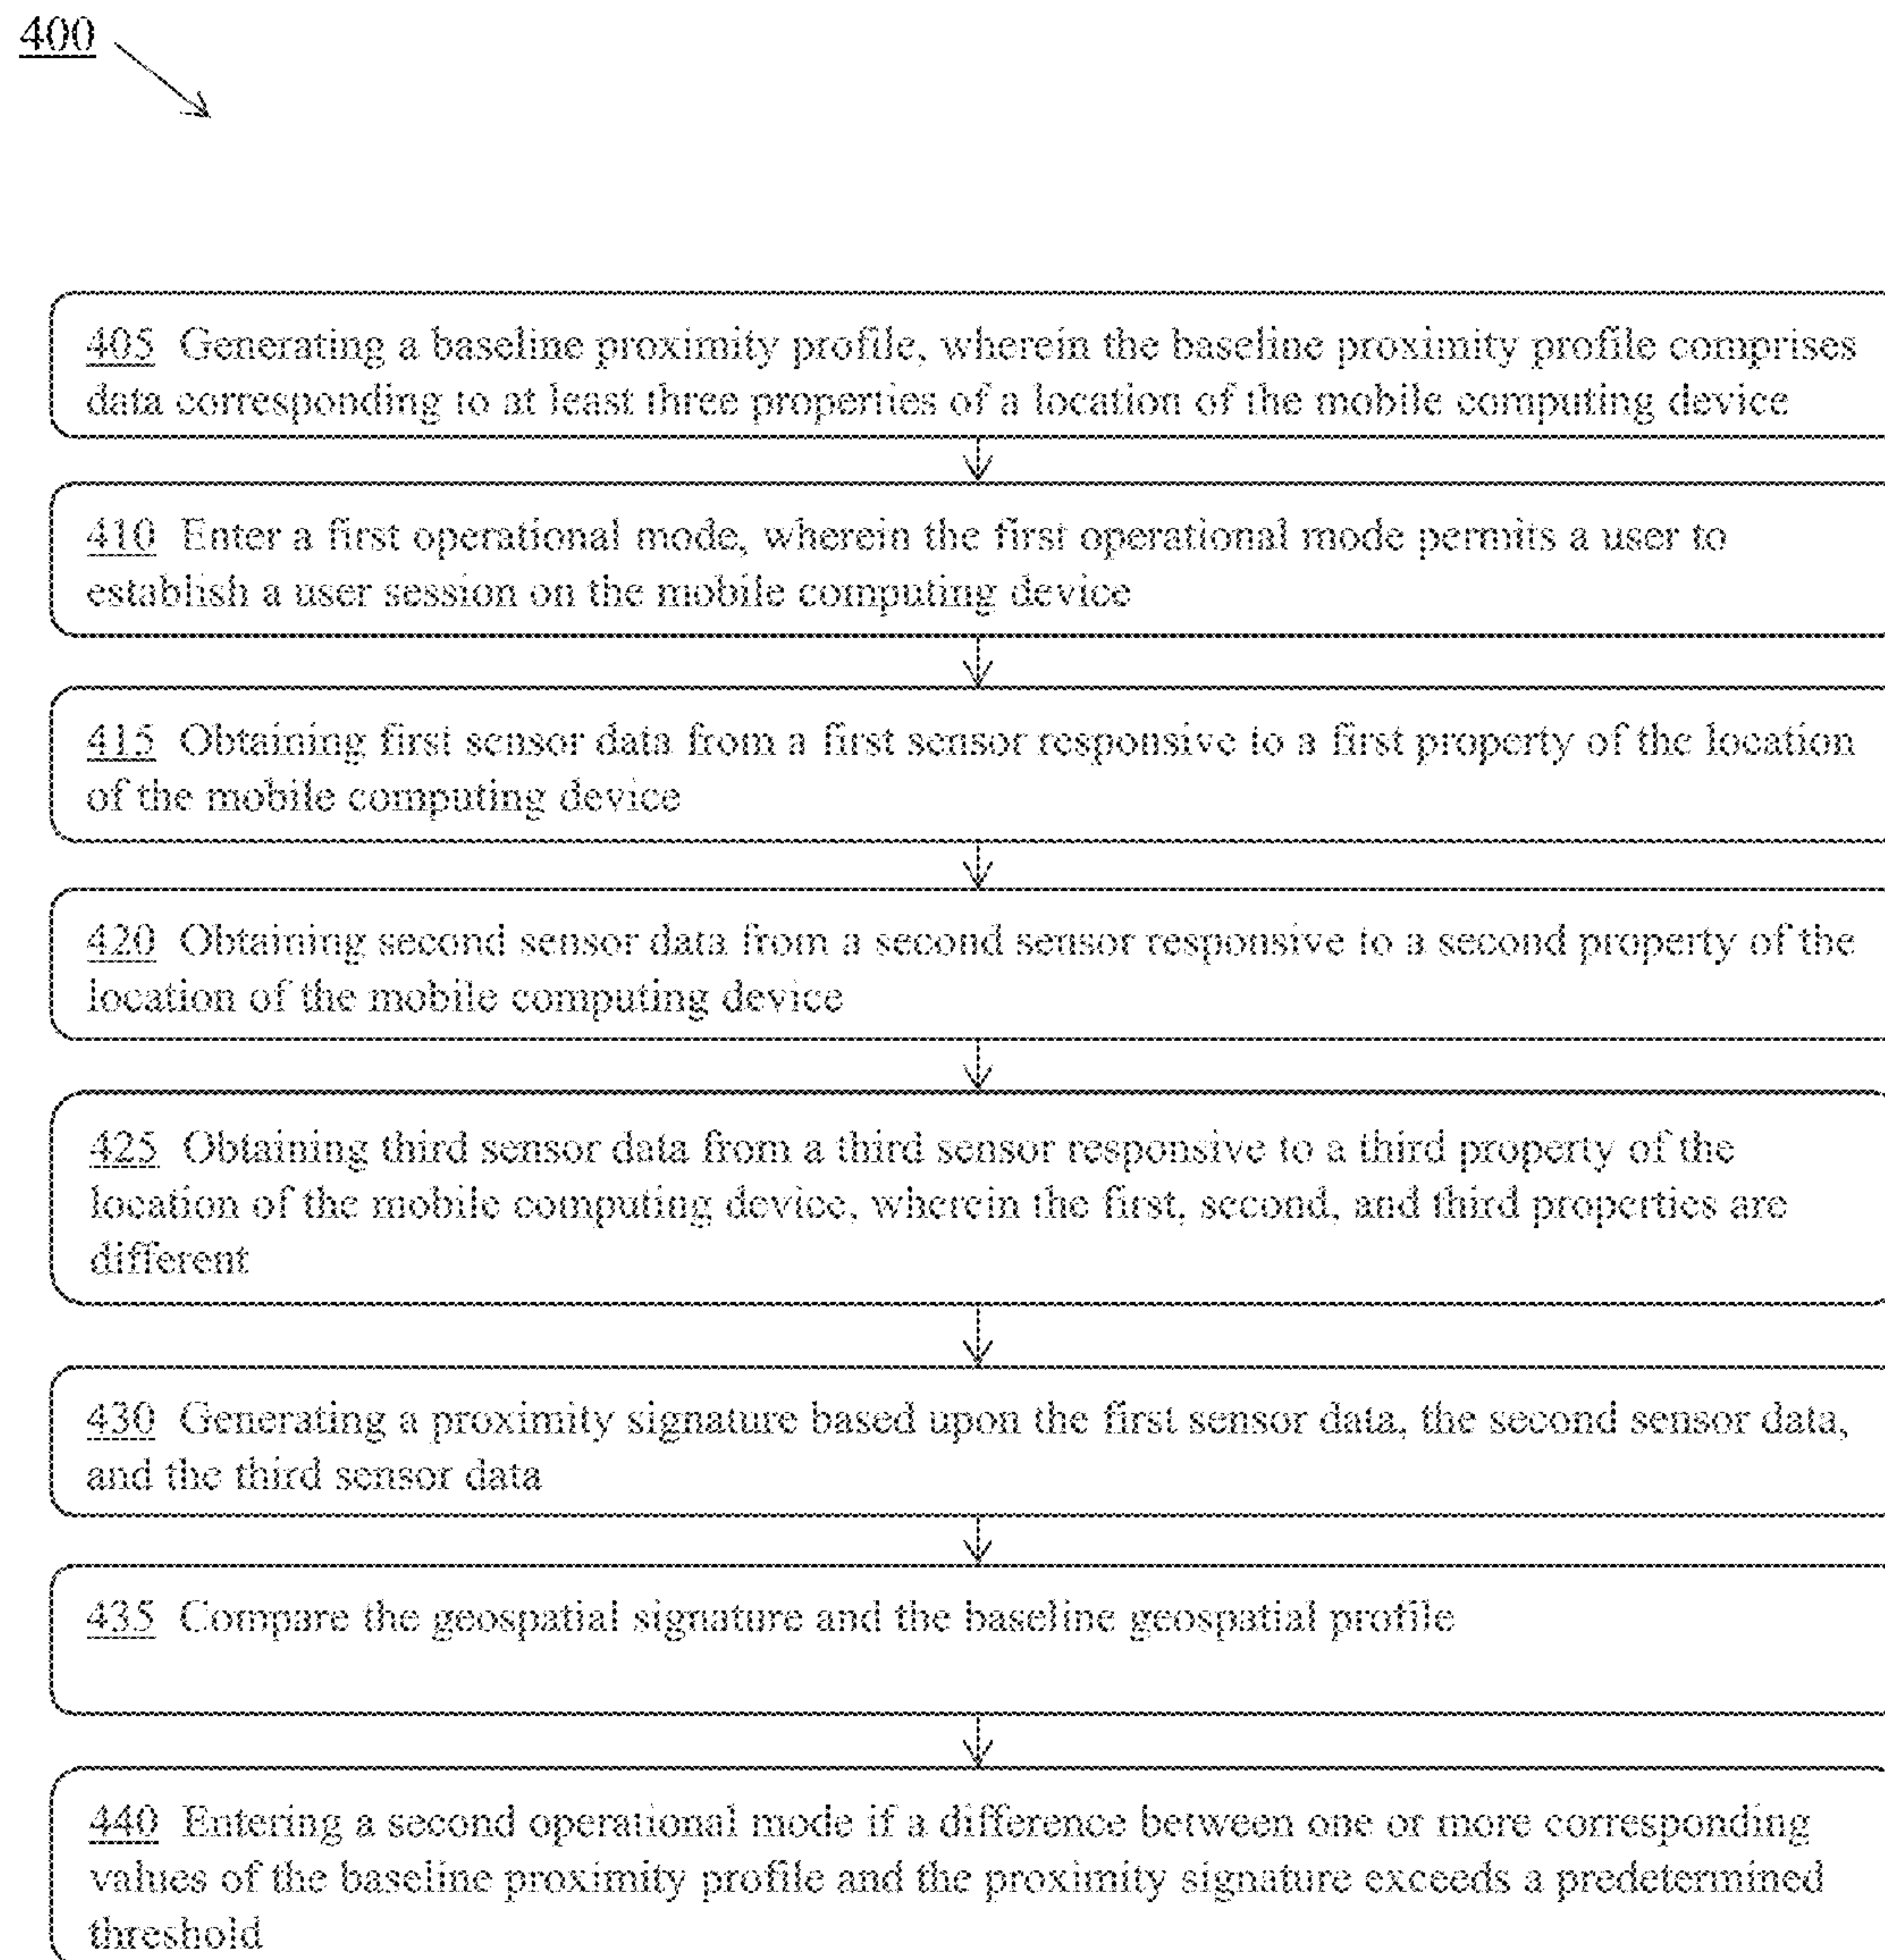 400
405 Generating a baseline proximity profile, wherein the baseline proximity profile comprises
data corresponding to at least three properties of a location of the mobile computing device
410 Enter a first operational mode, wherein the first operational mode permits a user to
establish a user session on the mobile computing device
415 Obtaining first sensor data from a first sensor responsive to a first property of the location
of the mobile computing device
420 Obtaining second sensor data from a second sensor responsive to a second property of the
location of the mobile computing device
425 Obtaining third sensor data from a third sensor responsive to a third property of the
location of the mobile computing device, wherein the first, second, and third properties are
different
430 Generating a proximity signature based upon the first sensor data, the second sensor data,
and the third sensor data
435 Compare the geospatial signature and the baseline geospatial profile
440 Entering a second operational mode if a difference between one or more corresponding
values of the baseline proximity profile and the proximity signature exceeds a predetermined
threshold